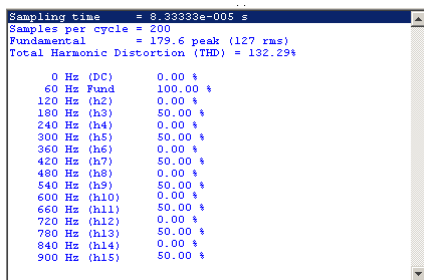 Sampling time = 8.33333e-005 s
Samples per cycle = 200
Fundamental = 179.6 peak (127 rms)
Total Harmonic Distortion (THD) = 132.29%
0 Hz (DC) 0.00 %
60 Hz Fund 100.00 %
120 Hz (h2) 0.00 %
180 Hz (h3) 50.00 %
240 Hz (h4) 0.00 %
300 Hz (h5) 50.00 %
360 Hz (h6) 0.00 %
420 Hz (h7) 50.00 %
480 Hz (h8) 0.00 %
540 Hz (h9) 50.00 %
600 Hz (h10) 0.00 %
660 Hz (h11) 50.00 %
720 Hz (h12) 0.00 %
780 Hz (h13) 50.00 %
840 Hz (h14) 0.00 %
900 Hz (h15) 50.00 %